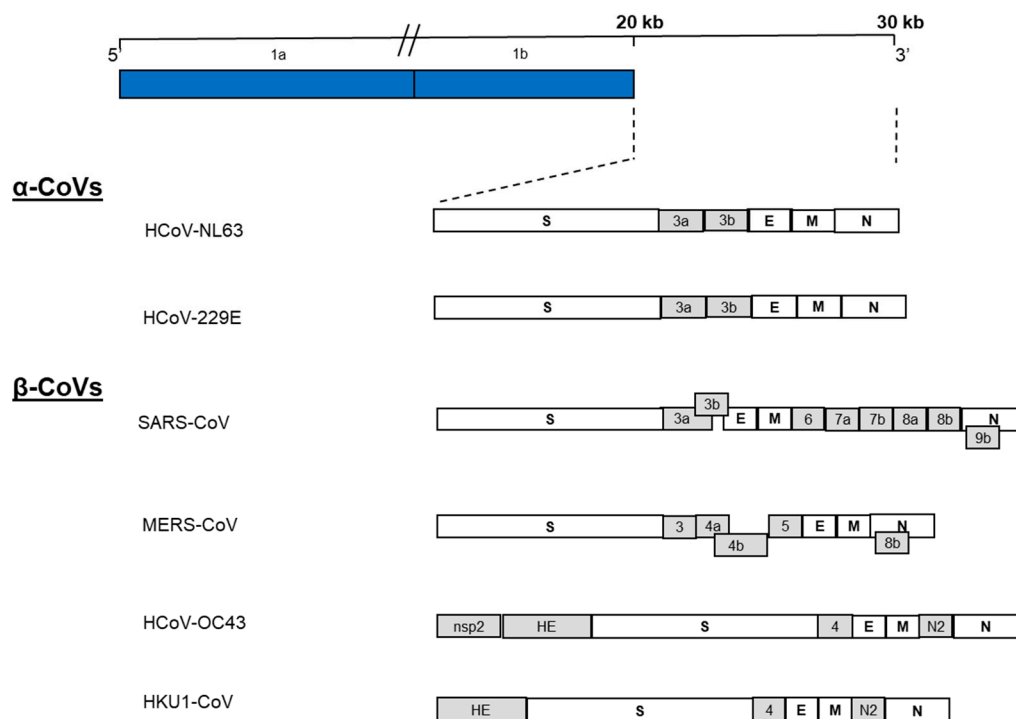 20 kb 30 kb
5’ 1a 1b 3’
α-CoVs
HCoV-NL63 S 3a 3b E M N
HCoV-229E S 3a 3b E M N
β-CoVs
3b
SARS-CoV S 3a E M 6 7a 7b 8a 8b N
9b
MERS-CoV S 3 4a 5 E M N
4b 8b
HCoV-OC43 nsp2 HE S 4 E M N2 N
HKU1-CoV HE S 4 E M N2 N